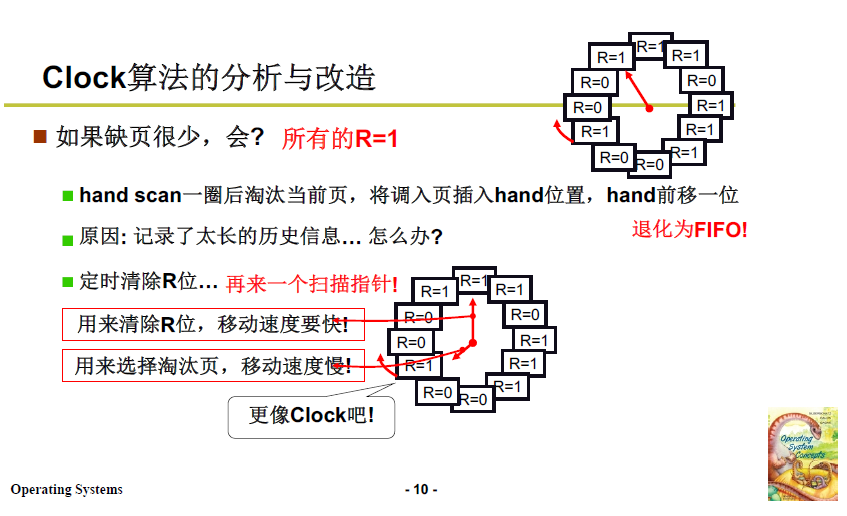 Clock算法的分析与改造
R=1
R=1
R=1
R=0
R=0
R=0
R=1
R=1
R=1
R=0
R=0
R=1
如果缺页很少，会? 所有的R=1
hand scan一圈后淘汰当前页，将调入页插入hand位置，hand前移一位
退化为FIFO!
原因: 记录了太长的历史信息… 怎么办?
定时清除R位… 再来一个扫描指针!
用来清除R位，移动速度要快!
用来选择淘汰页，移动速度慢!
R=1
R=1
R=1
R=0
R=0
R=0
R=1
R=1
R=1
R=0
R=0
R=1
更像Clock吧!
Operating System Concepts
Operating Systems
- 10 -